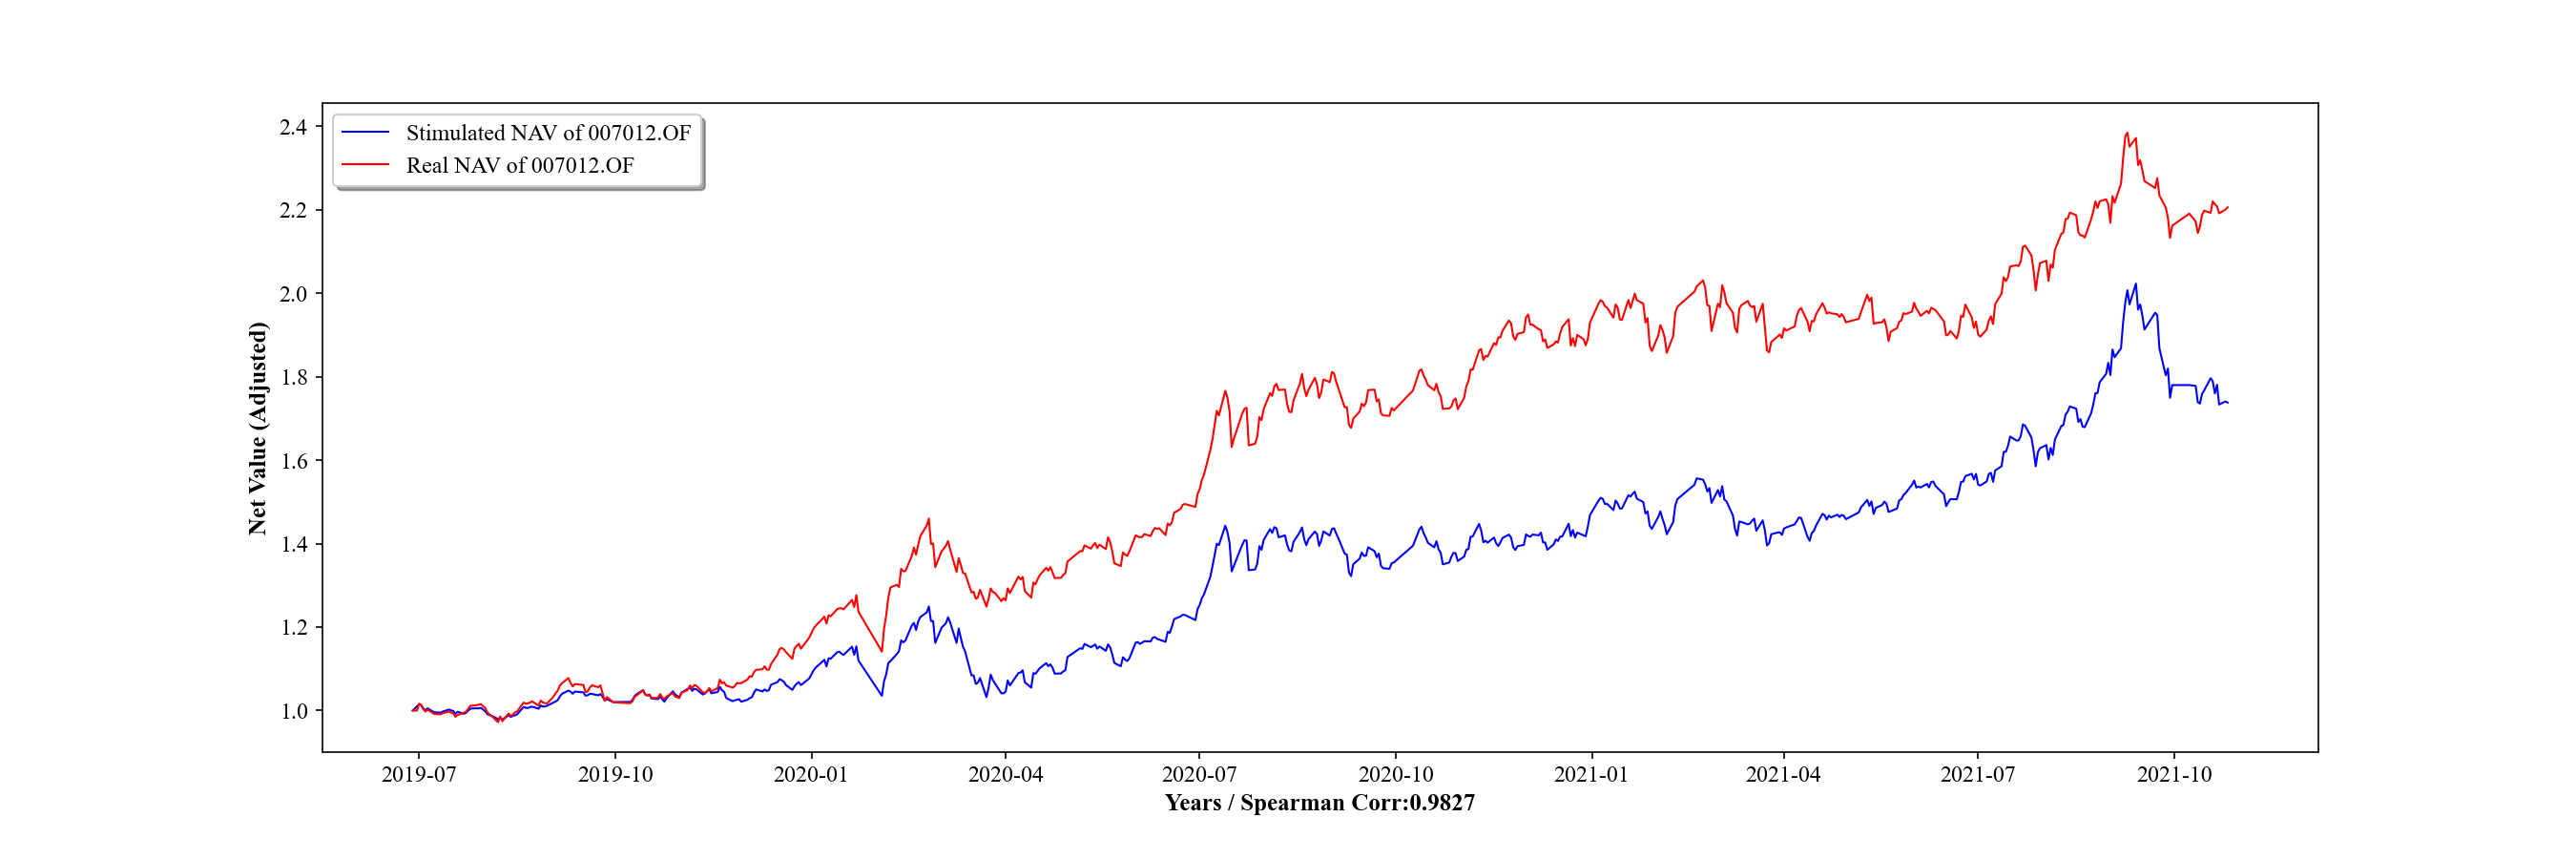 Stimulated NAV of 007012.OF
Real NAV of 007012.OF
Net Value (Adjusted)
2.4
2.2
2.0
1.8
1.6
1.4
1.2
1.0
2019-07 2019-10 2020-01 2020-04 2020-07 2020-10 2021-01 2021-04 2021-07 2021-10
Years / Spearman Corr:0.9827